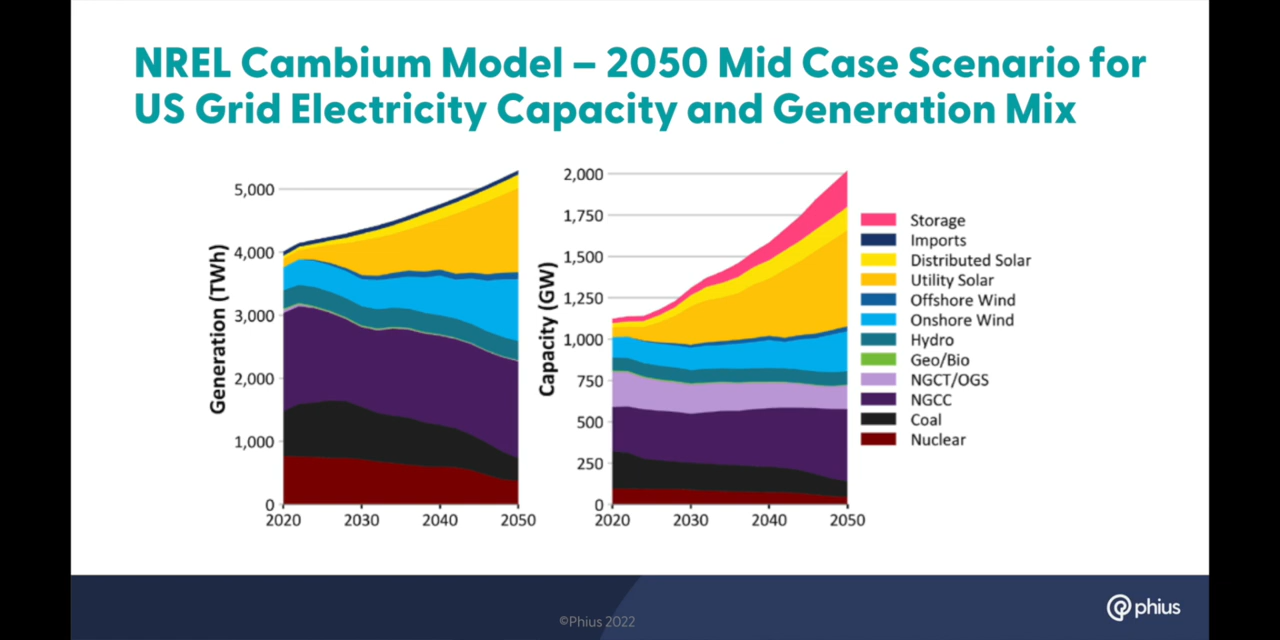 NREL Cambium Model – 2050 Mid Case Scenario for
US Grid Electricity Capacity and Generation Mix
Generation (TWh)
5,000
4,000
3,000
2,000
1,000
0
2020 2030 2040 2050
Capacity (GW)
2,000
1,750
1,500
1,250
1,000
750
500
250
0
2020 2030 2040 2050
Storage
Imports
Distributed Solar
Utility Solar
Offshore Wind
Onshore Wind
Hydro
Geo/Bio
NGCT/OGS
NGCC
Coal
Nuclear
©Phius 2022
phius